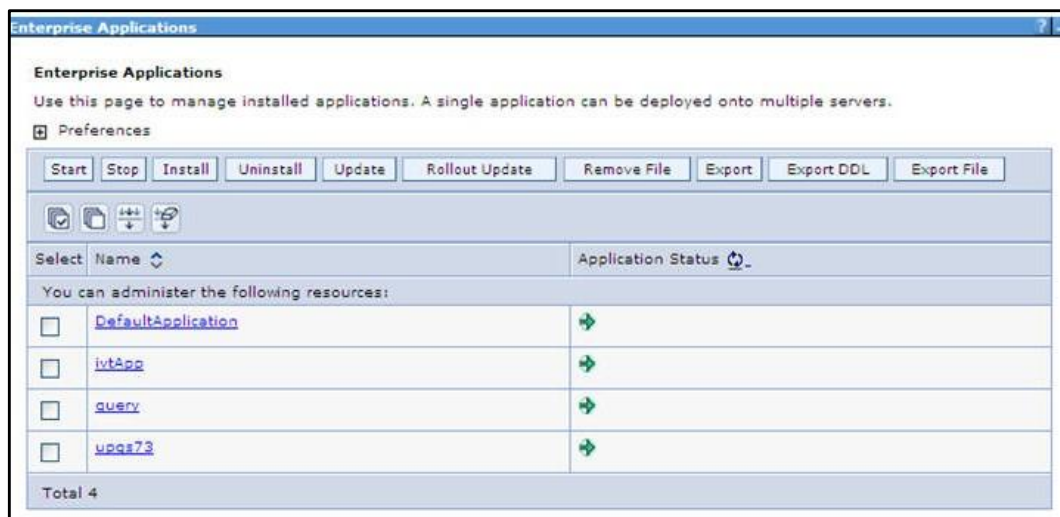 Enterprise Applications
?
Enterprise Applications
Use this page to manage installed applications. A single application can be deployed onto multiple servers.
Preferences
Start Stop Install Uninstall Update Rollout Update Remove File Export Export DDL Export File
Select Name Application Status
You can administer the following resources:
DefaultApplication
ivtApp
query
upgs73
Total 4